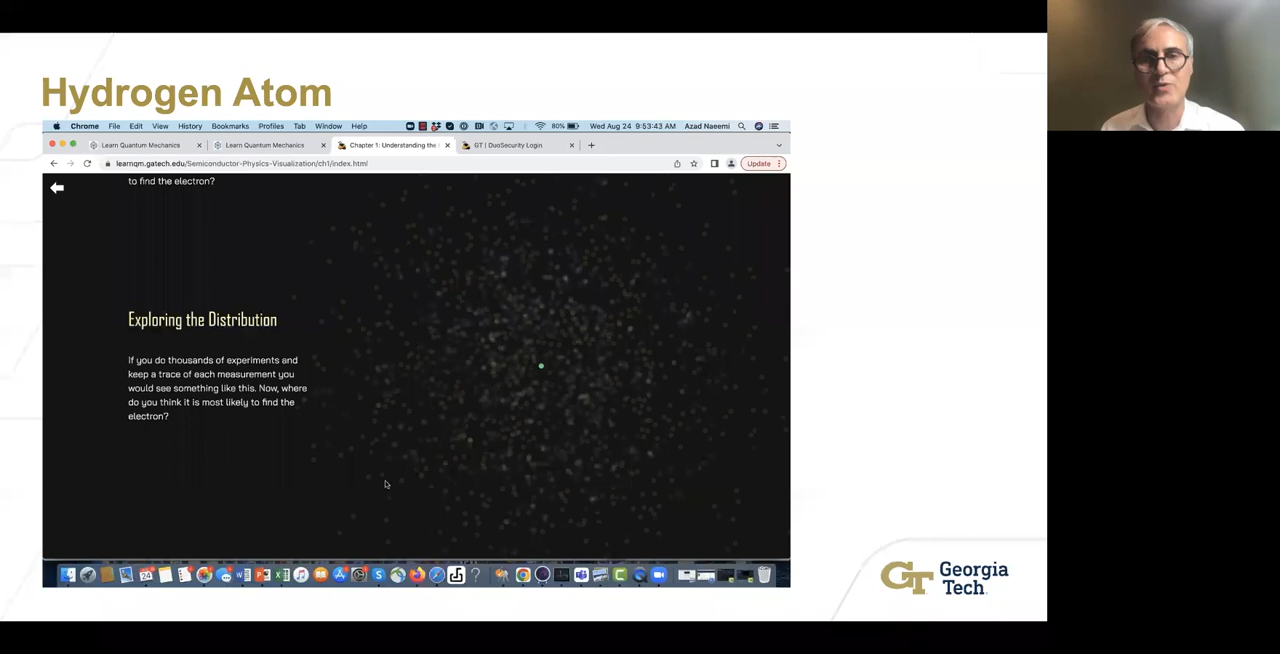 Hydrogen Atom
Chrome File Edit View History Bookmarks Profiles Tab Window Help 80% Wed Aug 24 9:53:43 AM Azad Naeemi
Learn Quantum Mechanics Learn Quantum Mechanics Chapter 1: Understanding the GT | DuoSecurity Login
learnqm.gatech.edu/Semiconductor-Physics-Visualization/ch1/index.html Update
to find the electron?
Exploring the Distribution
If you do thousands of experiments and
keep a trace of each measurement you
would see something like this. Now, where
do you think it is most likely to find the
electron?
GT Georgia
Tech